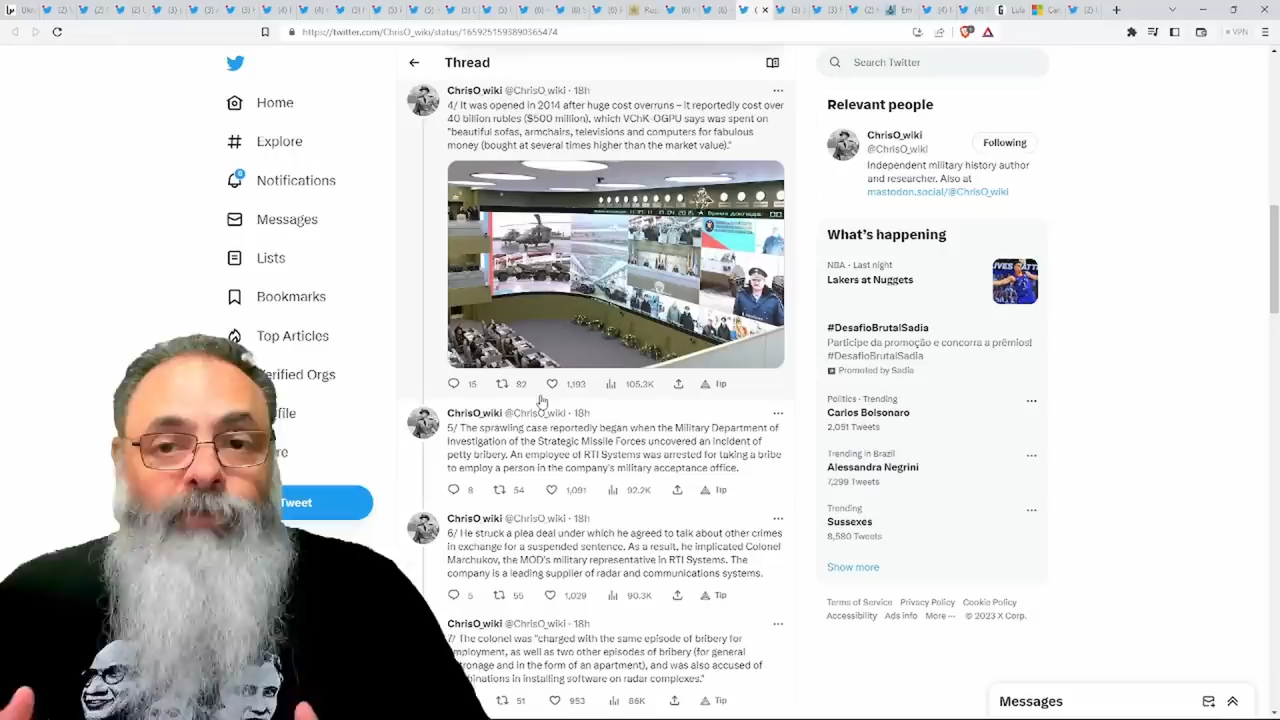 https://twitter.com/ChrisO_wiki/status/1659251593890365474
VPN
Home
Explore
6
Notifications
Messages
Lists
Bookmarks
Top Articles
erified Orgs
file
re
Tweet
Thread
ChrisO_wiki @ChrisO_wiki · 18h
4/ It was opened in 2014 after huge cost overruns – it reportedly cost over
40 billion rubles ($500 million), which VChK-OGPU says was spent on
"beautiful sofas, armchairs, televisions and computers for fabulous
money (bought at several times higher than the market value)."
15 82 1,193 105.3K Tip
ChrisO_wiki @ChrisO_wiki · 18h
5/ The sprawling case reportedly began when the Military Department of
Investigation of the Strategic Missile Forces uncovered an incident of
petty bribery. An employee of RTI Systems was arrested for taking a bribe
to employ a person in the company's military acceptance office.
8 54 1,091 92.2K Tip
ChrisO_wiki @ChrisO_wiki · 18h
6/ He struck a plea deal under which he agreed to talk about other crimes
in exchange for a suspended sentence. As a result, he implicated Colonel
Marchukov, the MOD's military representative in RTI Systems. The
company is a leading supplier of radar and communications systems.
5 55 1,029 90.3K Tip
ChrisO_wiki @ChrisO_wiki · 18h
7/ The colonel was "charged with the same episode of bribery for
employment, as well as two other episodes of bribery (for general
tronage and in the form of an apartment), and was also accused of
binations in installing software on radar complexes."
51 953 86K Tip
Search Twitter
Relevant people
ChrisO_wiki
@ChrisO_wiki
Following
Independent military history author
and researcher. Also at
mastodon.social/@ChrisO_wiki
What's happening
NBA · Last night
Lakers at Nuggets
#DesafioBrutalSadia
Participe da promoção e concorra a prêmios!
#DesafioBrutalSadia
Promoted by Sadia
Politics · Trending
Carlos Bolsonaro
2,051 Tweets
Trending in Brazil
Alessandra Negrini
7,299 Tweets
Trending
Sussexes
8,580 Tweets
Show more
Terms of Service Privacy Policy Cookie Policy
Accessibility Ads info More ··· © 2023 X Corp.
Messages